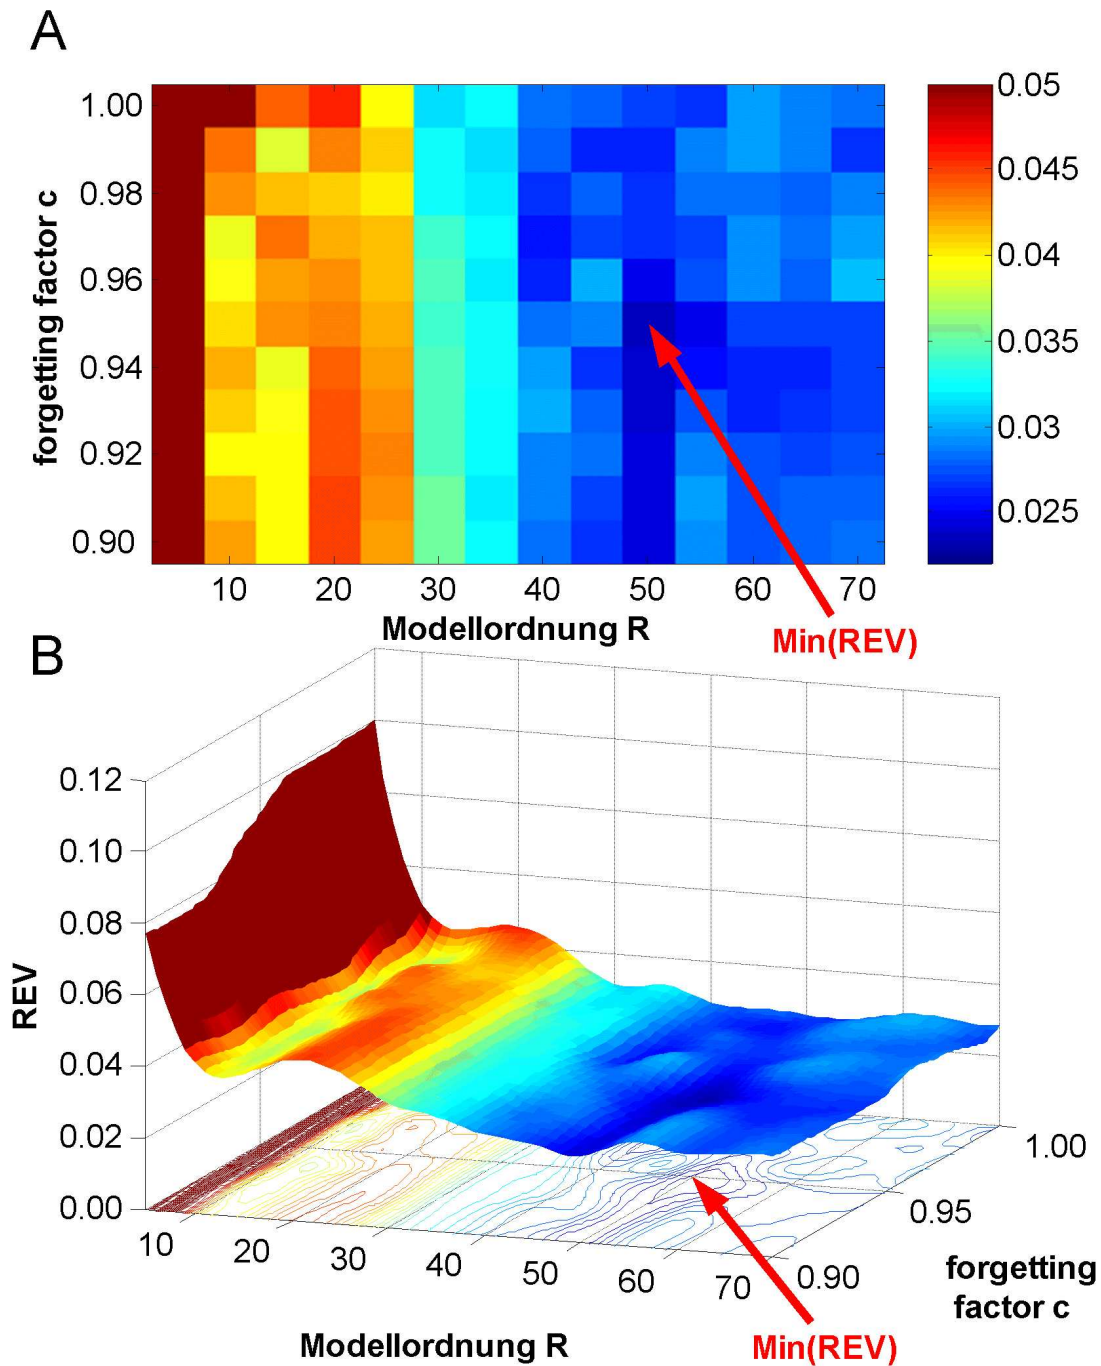 A
forgetting factor c
1.00
0.98
0.96
0.94
0.92
0.90
10 20 30 40 50 60 70
Modellordnung R
0.05
0.045
0.04
0.035
0.03
0.025
Min(REV)
B
REV
0.12
0.10
0.08
0.06
0.04
0.02
0.00
10 20 30 40 50 60 70
Modellordnung R
0.90
0.95
1.00
forgetting
factor c
Min(REV)